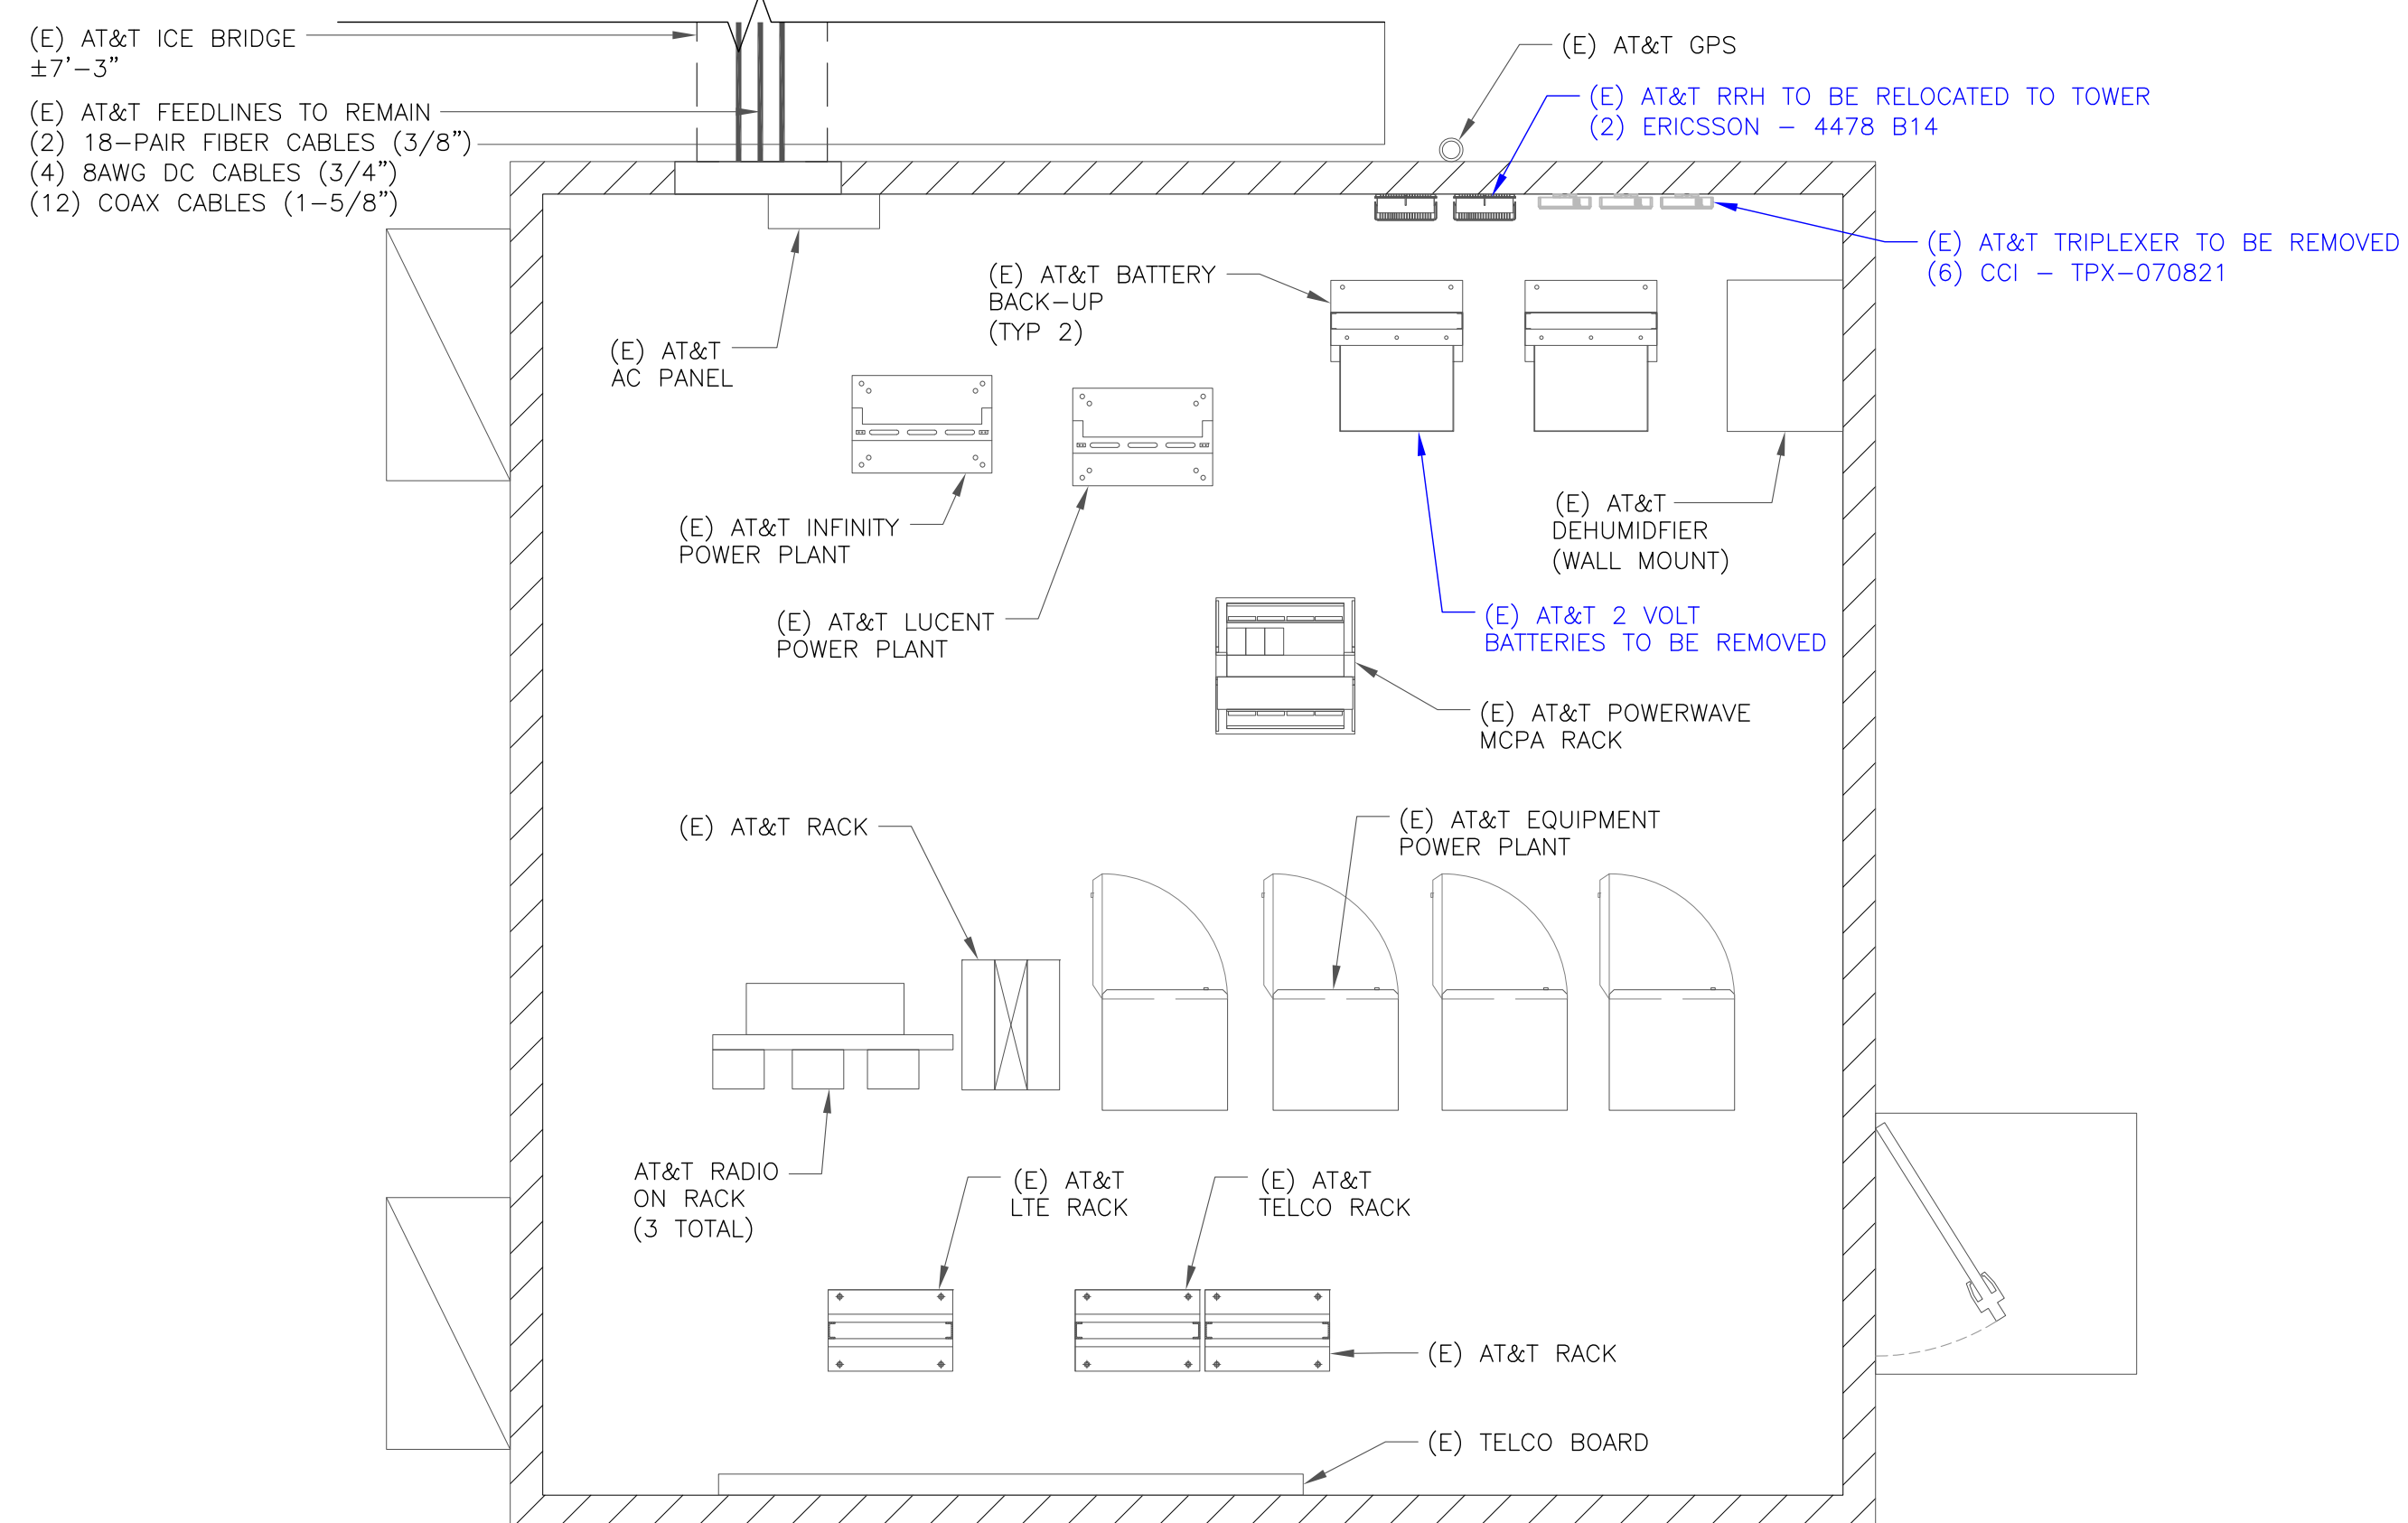 (E) AT&T ICE BRIDGE
±7'-3"
(E) AT&T FEEDLINES TO REMAIN
(2) 18-PAIR FIBER CABLES (3/8")
(4) 8AWG DC CABLES (3/4")
(12) COAX CABLES (1-5/8")
(E) AT&T GPS
(E) AT&T RRH TO BE RELOCATED TO TOWER
(2) ERICSSON - 4478 B14
(E) AT&T TRIPLEXER TO BE REMOVED
(6) CCI - TPX-070821
(E) AT&T BATTERY
BACK-UP
(TYP 2)
(E) AT&T
AC PANEL
(E) AT&T INFINITY
POWER PLANT
(E) AT&T
DEHUMIDFIER
(WALL MOUNT)
(E) AT&T LUCENT
POWER PLANT
(E) AT&T 2 VOLT
BATTERIES TO BE REMOVED
(E) AT&T POWERWAVE
MCPA RACK
(E) AT&T RACK
(E) AT&T EQUIPMENT
POWER PLANT
AT&T RADIO
ON RACK
(3 TOTAL)
(E) AT&T
LTE RACK
(E) AT&T
TELCO RACK
(E) AT&T RACK
(E) TELCO BOARD